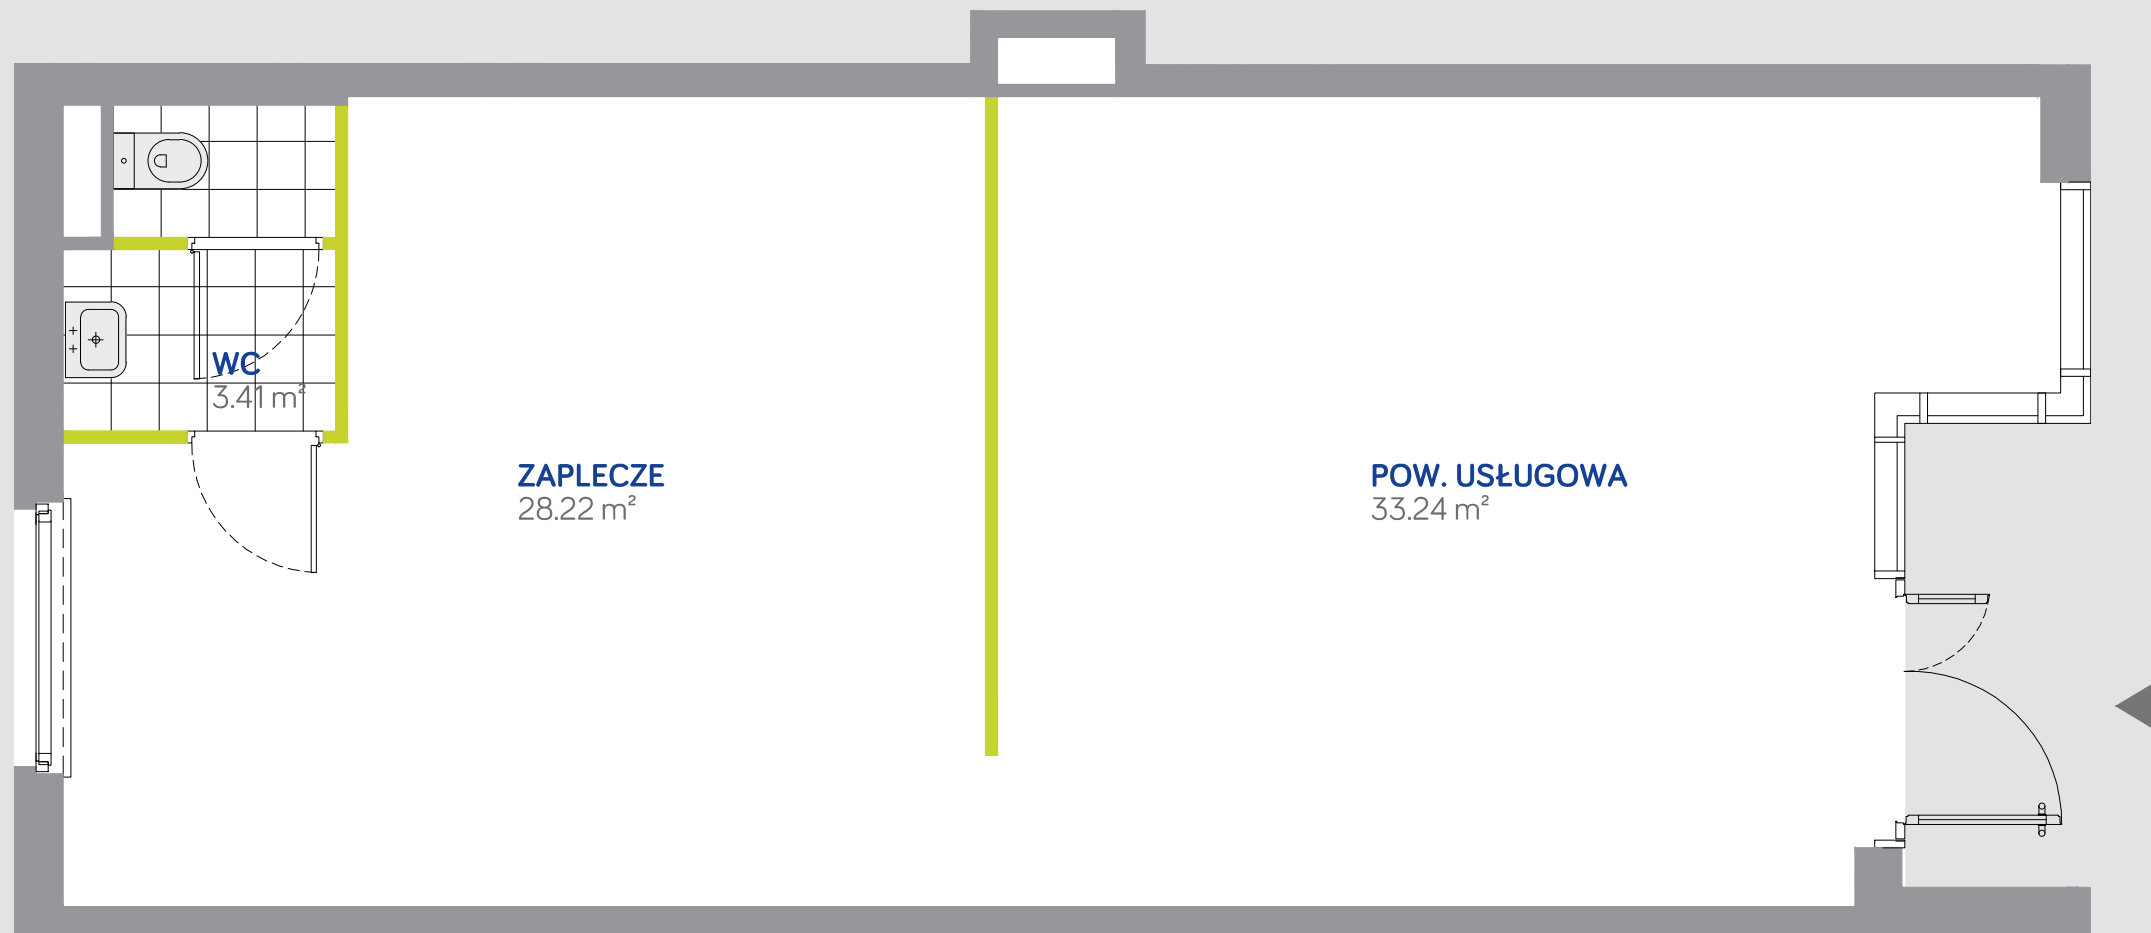 WC
3.41 m²
ZAPLECZE
28.22 m²
POW. USŁUGOWA
33.24 m²